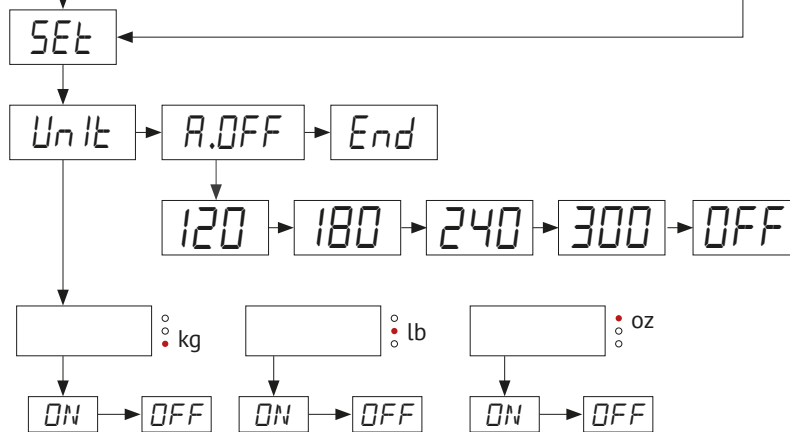 SEt
UnIt A.OFF End
120 180 240 300 OFF
kg lb oz
ON OFF ON OFF ON OFF